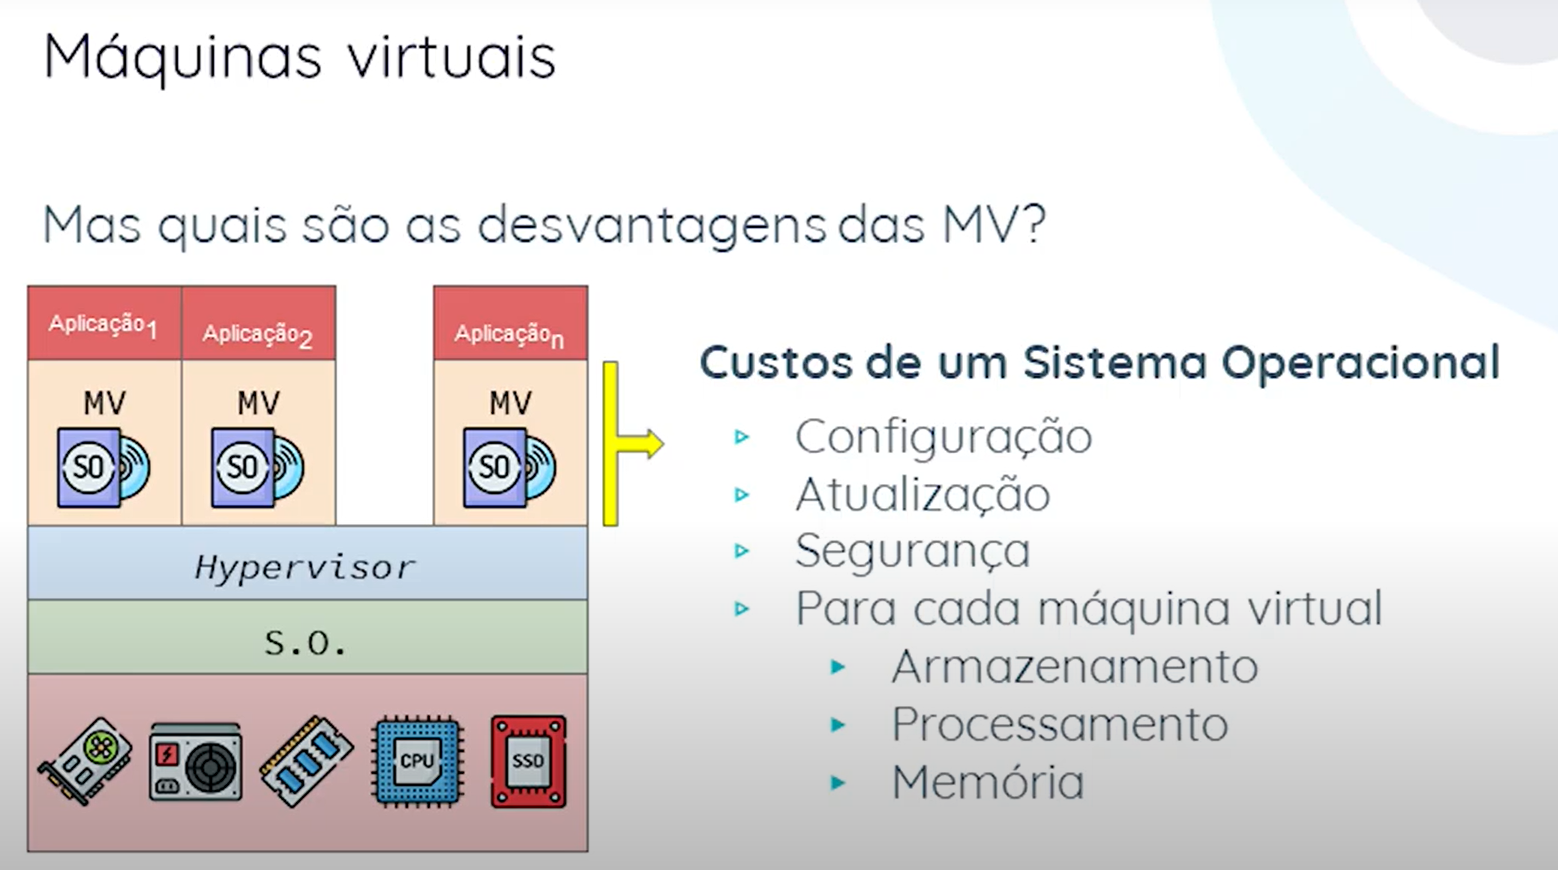 Máquinas virtuais
Mas quais são as desvantagens das MV?
Aplicação1
Aplicação2
Aplicaçãon
MV
MV
MV
SO
SO
SO
Hypervisor
S.O.
CPU
SSD
Custos de um Sistema Operacional
Configuração
Atualização
Segurança
Para cada máquina virtual
Armazenamento
Processamento
Memória